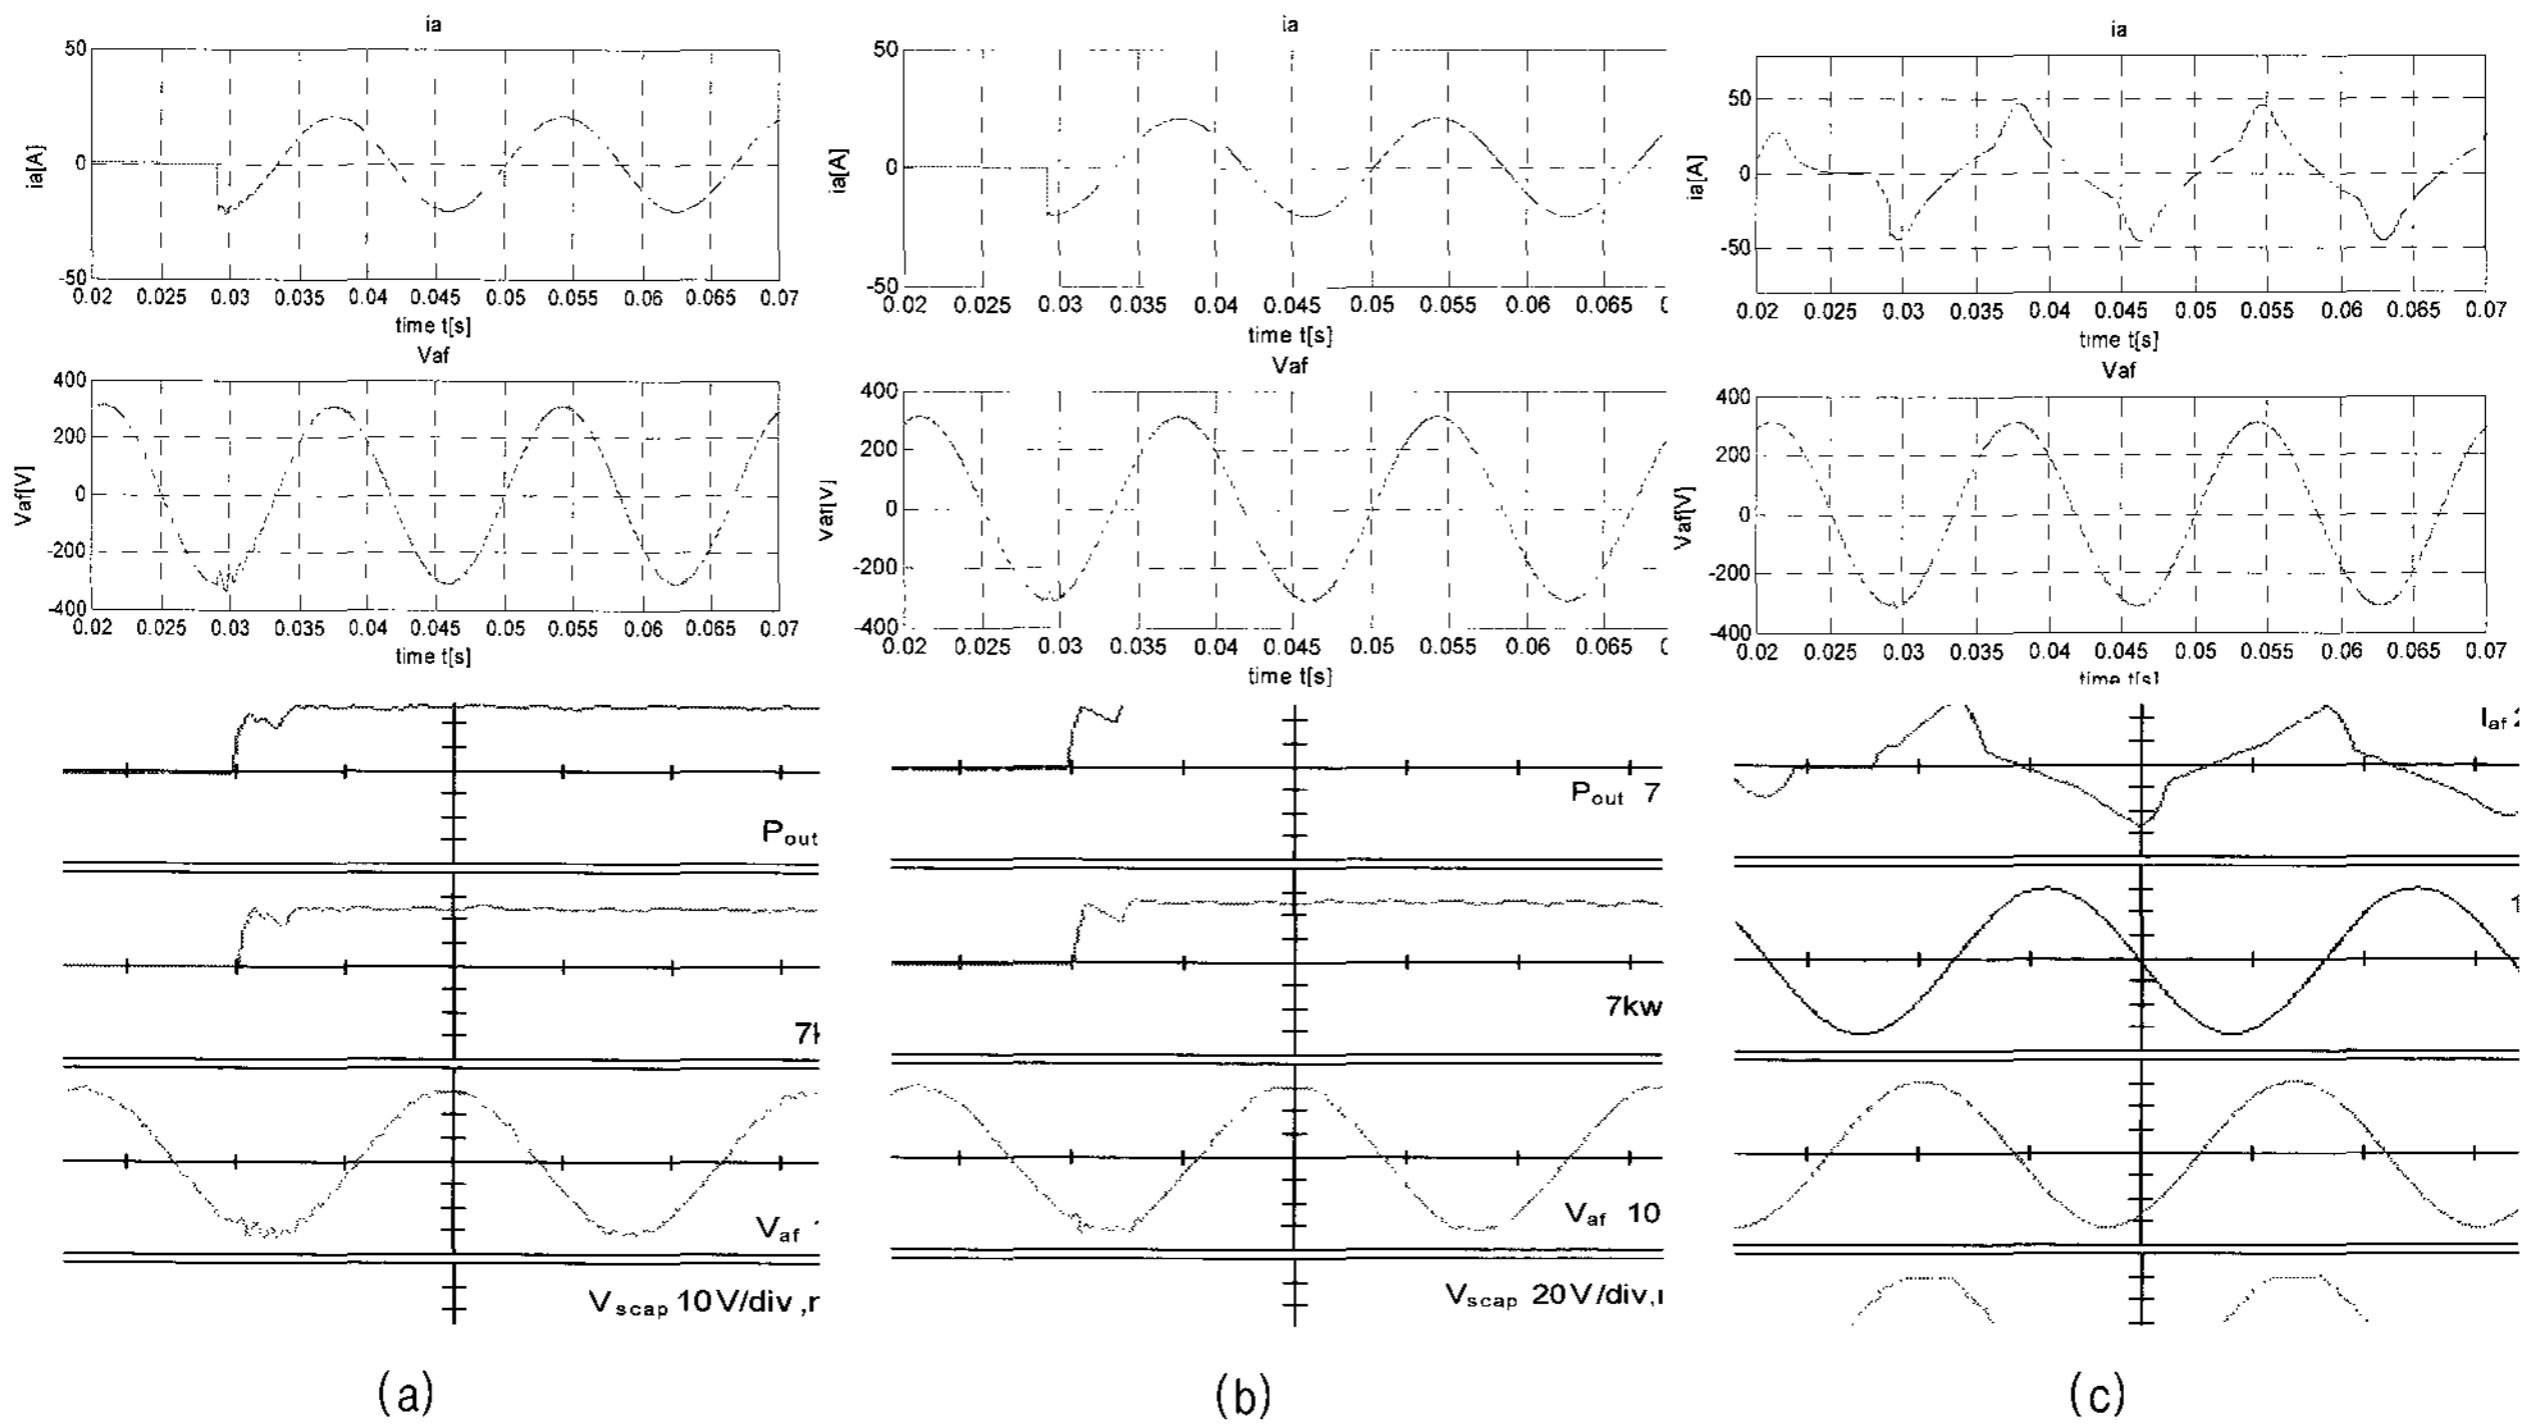 ia
50
0
-50
ia[A]
0.02 0.025 0.03 0.035 0.04 0.045 0.05 0.055 0.06 0.065 0.07
time t[s]
Vaf
400
200
0
-200
-400
Vaf[V]
0.02 0.025 0.03 0.035 0.04 0.045 0.05 0.055 0.06 0.065 0.07
time t[s]
Pout
Vaf
Vscap 10V/div
(a)
ia
50
0
-50
ia[A]
0.02 0.025 0.03 0.035 0.04 0.045 0.05 0.055 0.06 0.065
time t[s]
Vaf
400
200
0
-200
-400
Vaf[V]
0.02 0.025 0.03 0.035 0.04 0.045 0.05 0.055 0.06 0.065
time t[s]
Pout 7
7kw
Vaf 10
Vscap 20V/div,
(b)
ia
50
0
-50
ia[A]
0.02 0.025 0.03 0.035 0.04 0.045 0.05 0.055 0.06 0.065 0.07
time t[s]
Vaf
400
200
0
-200
-400
Vaf[V]
0.02 0.025 0.03 0.035 0.04 0.045 0.05 0.055 0.06 0.065 0.07
time t[s]
Iaf
(c)